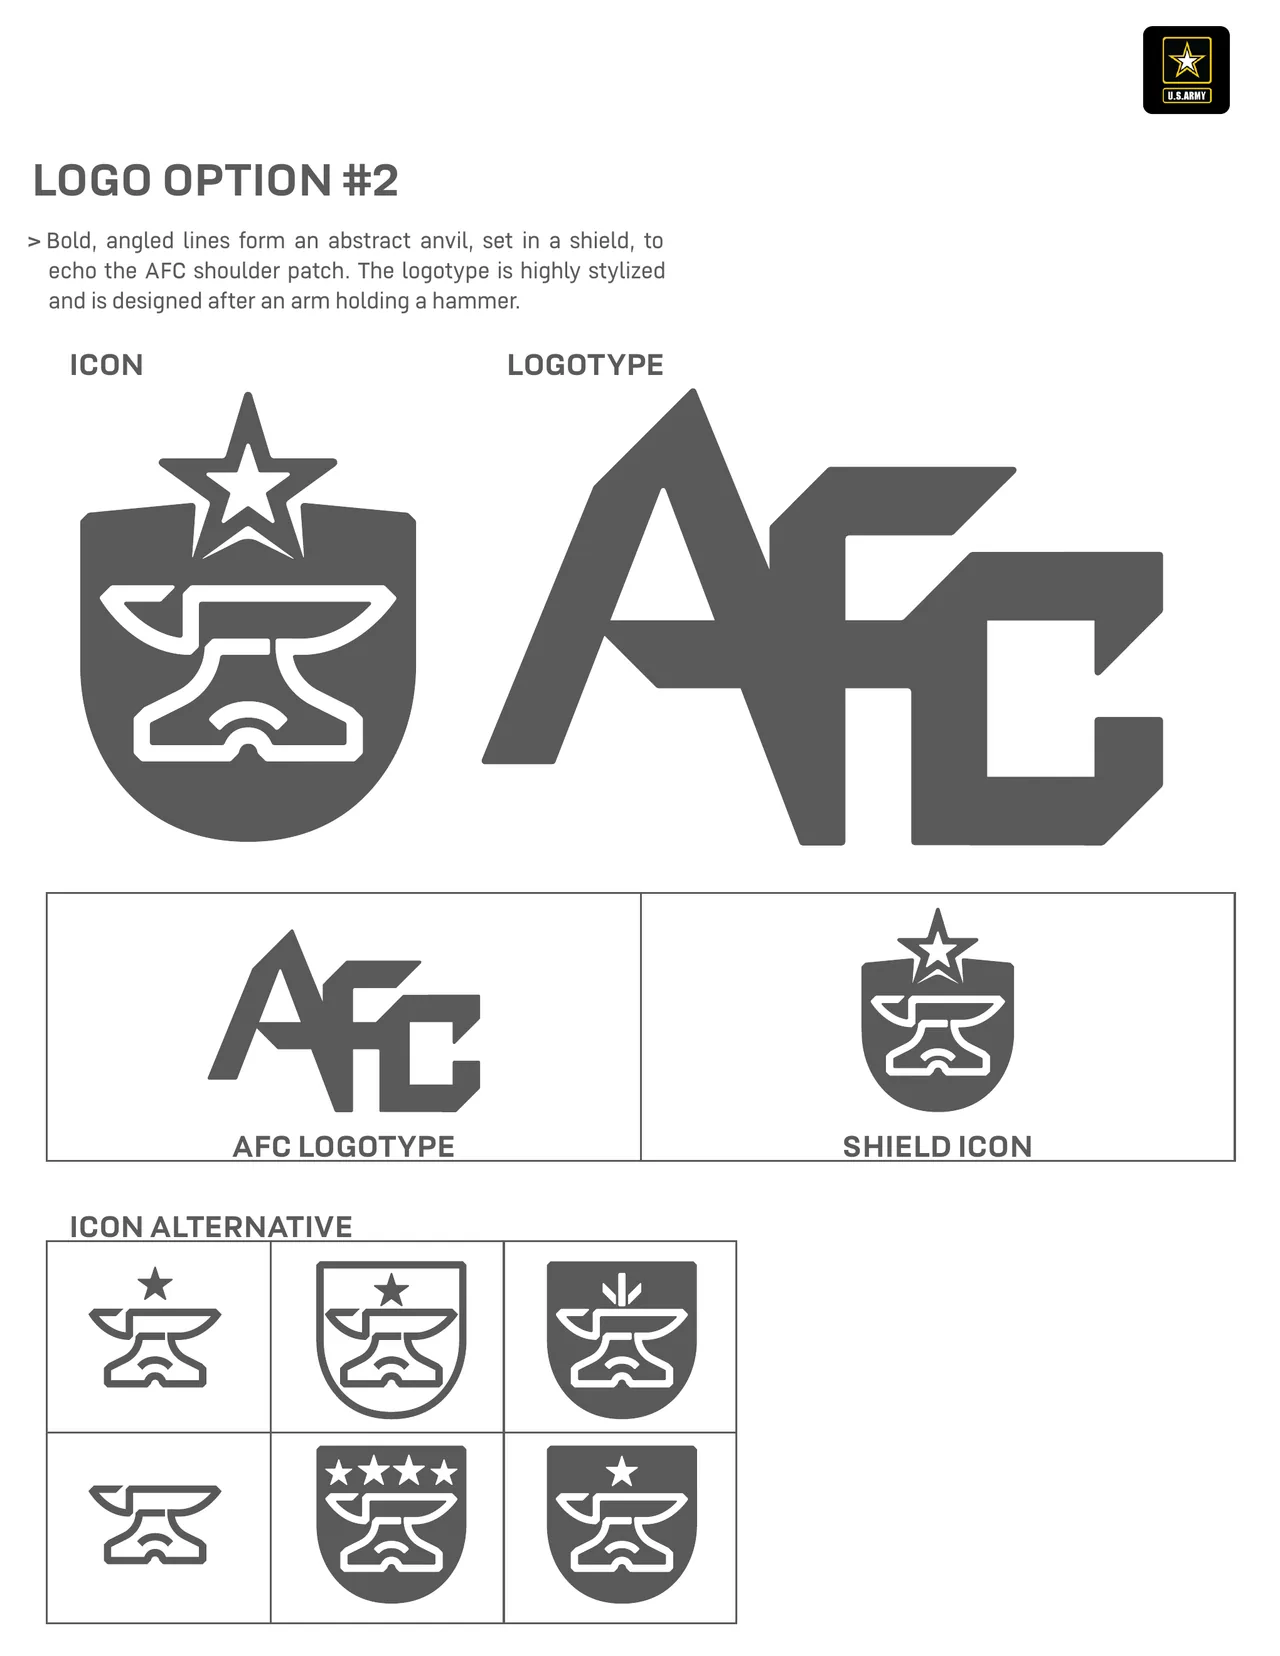 U.S.ARMY
LOGO OPTION #2
> Bold, angled lines form an abstract anvil, set in a shield, to
echo the AFC shoulder patch. The logotype is highly stylized
and is designed after an arm holding a hammer.
ICON
LOGOTYPE
AFC
AFC
AFC LOGOTYPE
SHIELD ICON
ICON ALTERNATIVE